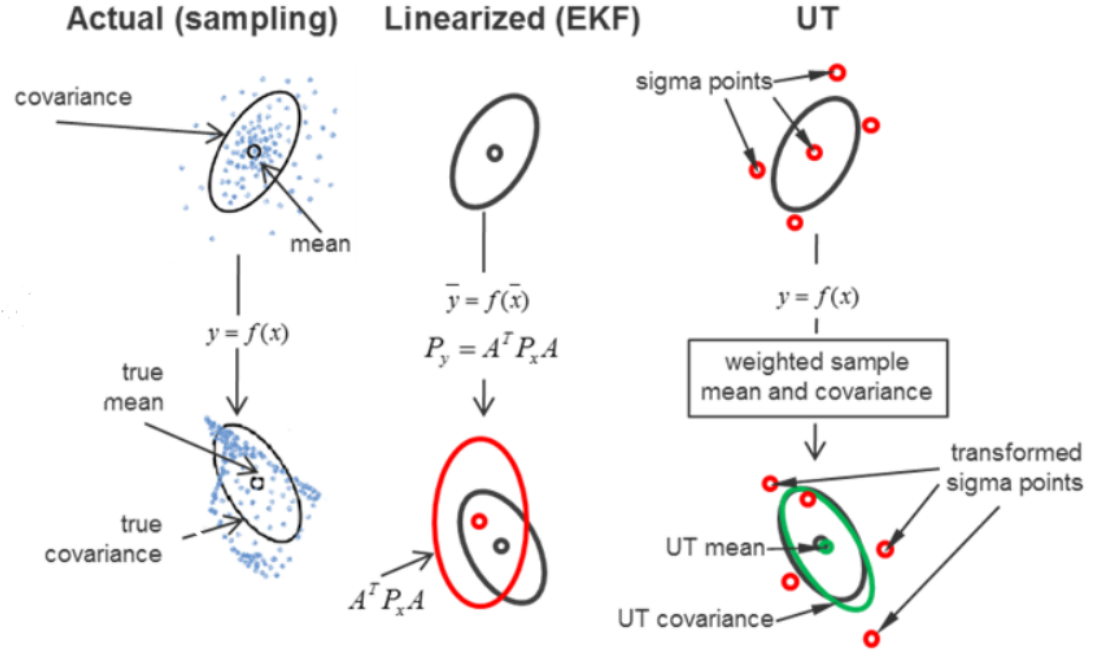 Actual (sampling)
covariance
mean
y = f(x)
true
mean
true
covariance
Linearized (EKF)
ȳ = f(x̄)
P_y = A^T P_x A
A^T P_x A
UT
sigma points
y = f(x)
weighted sample
mean and covariance
transformed
sigma points
UT mean
UT covariance